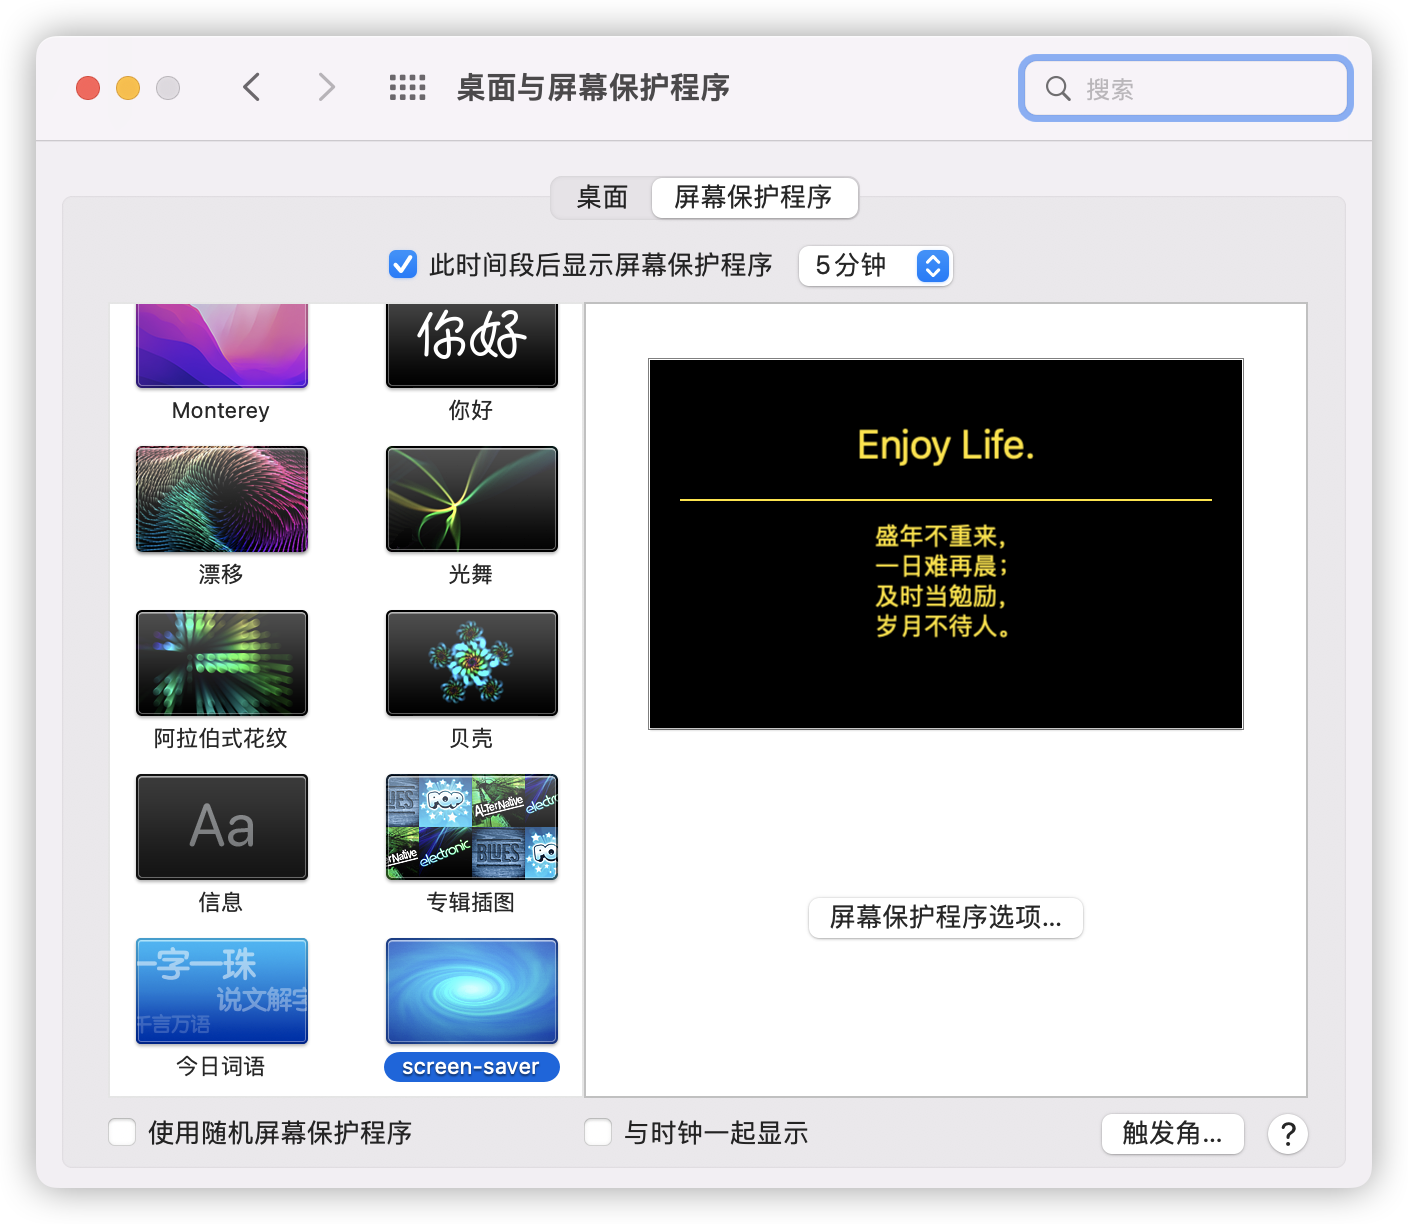 桌面与屏幕保护程序
搜索
桌面
屏幕保护程序
此时间段后显示屏幕保护程序
5分钟
你好
Monterey
你好
漂移
光舞
阿拉伯式花纹
贝壳
Aa
BLUES
POP
ALTerNative
electronic
BLUES
POP
信息
专辑插图
一字一珠
说文解字
千言万语
今日词语
screen-saver
Enjoy Life.
盛年不重来，
一日难再晨；
及时当勉励，
岁月不待人。
屏幕保护程序选项...
使用随机屏幕保护程序
与时钟一起显示
触发角...
?